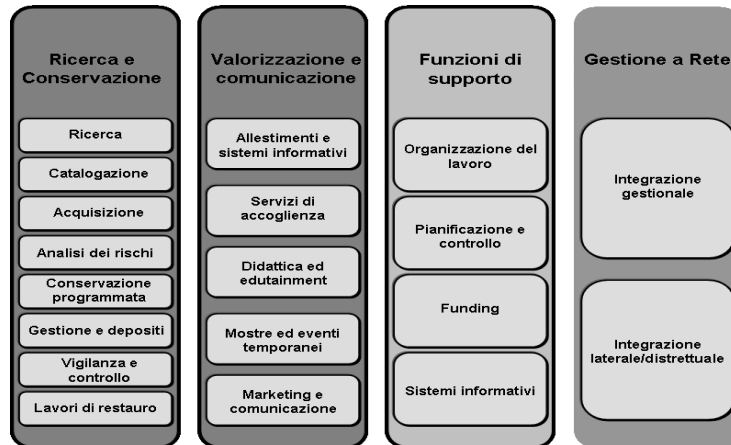 Ricerca e
Conservazione
Ricerca
Catalogazione
Acquisizione
Analisi dei rischi
Conservazione
programmata
Gestione e depositi
Vigilanza e
controllo
Lavori di restauro
Valorizzazione e
comunicazione
Allestimenti e
sistemi informativi
Servizi di
accoglienza
Didattica ed
edutainment
Mostre ed eventi
temporanei
Marketing e
comunicazione
Funzioni di
supporto
Organizzazione del
lavoro
Pianificazione e
controllo
Funding
Sistemi informativi
Gestione a Rete
Integrazione
gestionale
Integrazione
laterale/distrettuale